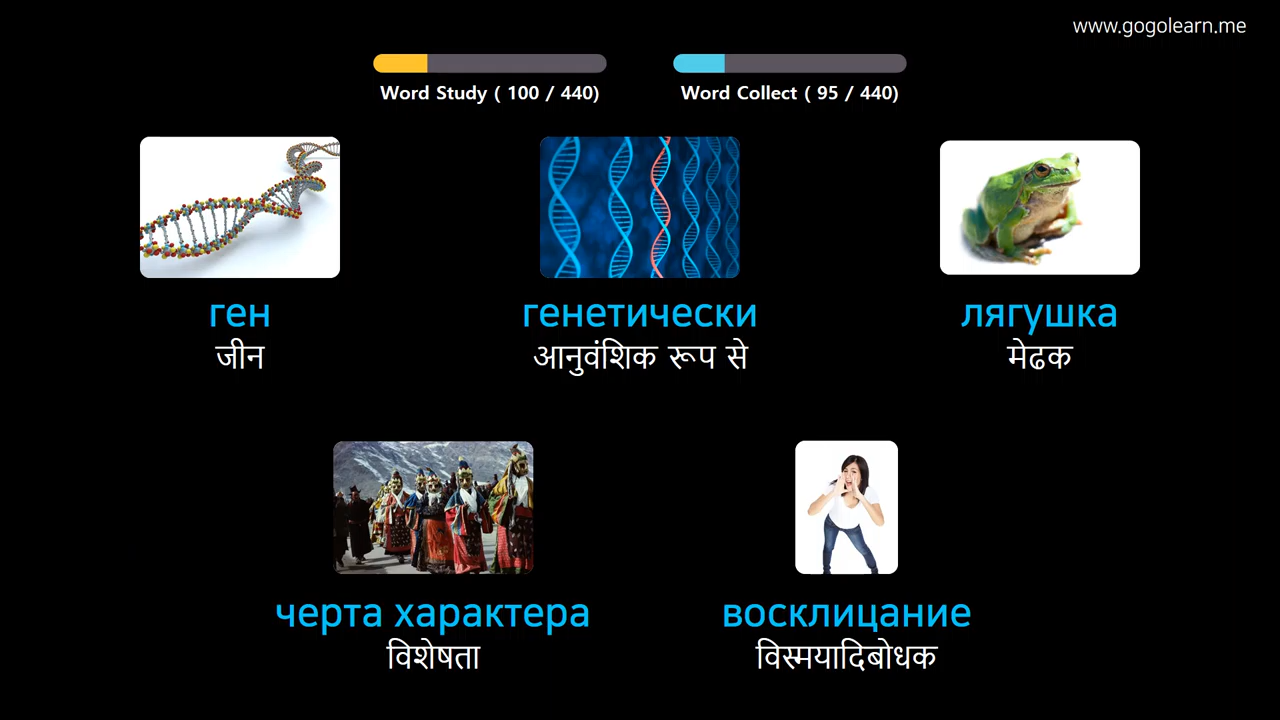 www.gogolearn.me
Word Study ( 100 / 440)
Word Collect ( 95 / 440)
ген
जीन
генетически
आनुवंशिक रूप से
лягушка
मेढक
черта характера
विशेषता
восклицание
विस्मयादिबोधक